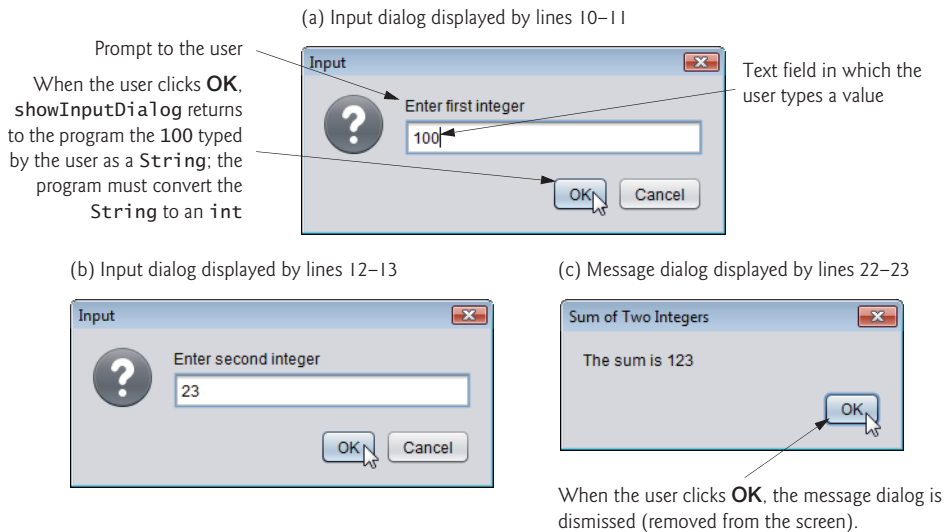 (a) Input dialog displayed by lines 10–11
Prompt to the user
When the user clicks OK,
showInputDialog returns
to the program the 100 typed
by the user as a String; the
program must convert the
String to an int
Input
Enter first integer
100
OK
Cancel
Text field in which the
user types a value
(b) Input dialog displayed by lines 12–13
Input
Enter second integer
23
OK
Cancel
(c) Message dialog displayed by lines 22–23
Sum of Two Integers
The sum is 123
OK
When the user clicks OK, the message dialog is
dismissed (removed from the screen).